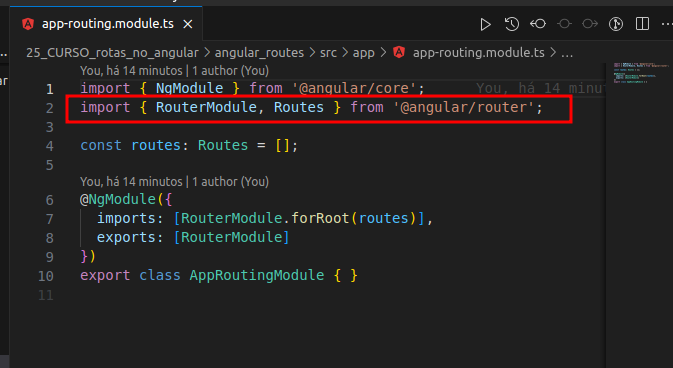 app-routing.module.ts
25_CURSO_rotas_no_angular > angular_routes > src > app > app-routing.module.ts > ...
You, há 14 minutos | 1 author (You)
1 import { NgModule } from '@angular/core'; You, há 14 minu
2 import { RouterModule, Routes } from '@angular/router';
3
4 const routes: Routes = [];
5
You, há 14 minutos | 1 author (You)
6 @NgModule({
7 imports: [RouterModule.forRoot(routes)],
8 exports: [RouterModule]
9 })
10 export class AppRoutingModule { }
11